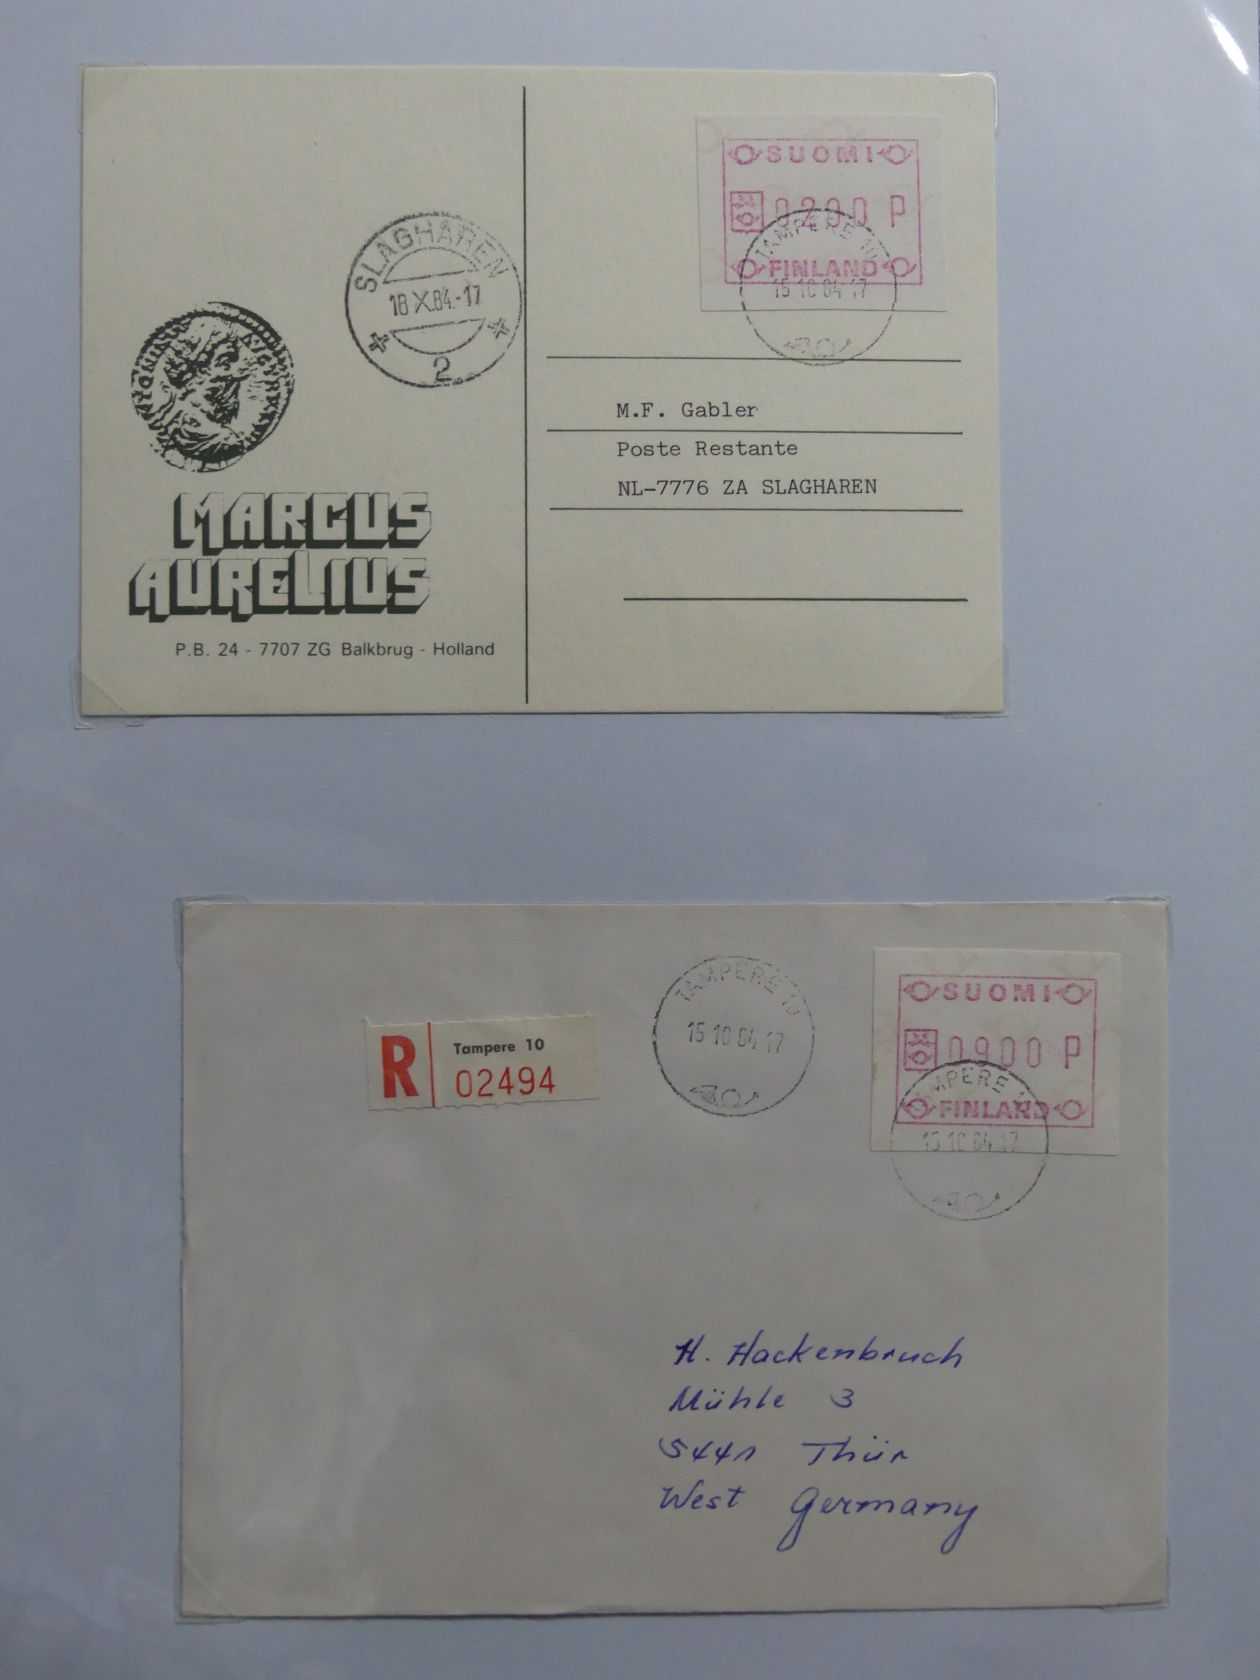 SUOMI
0200 P
FINLAND
TAMPERE 10
15 10 84 17
SLAGHAREN
18 X.84.-17
2
M.F. Gabler
Poste Restante
NL-7776 ZA SLAGHAREN
MARCUS
AURELIUS
P.B. 24 - 7707 ZG Balkbrug - Holland
SUOMI
0900 P
FINLAND
TAMPERE 10
15 10 84 17
TAMPERE 10
15 10 84 17
R
Tampere 10
02494
H. Hackenbruch
Mühle 3
5441 Thür
West Germany